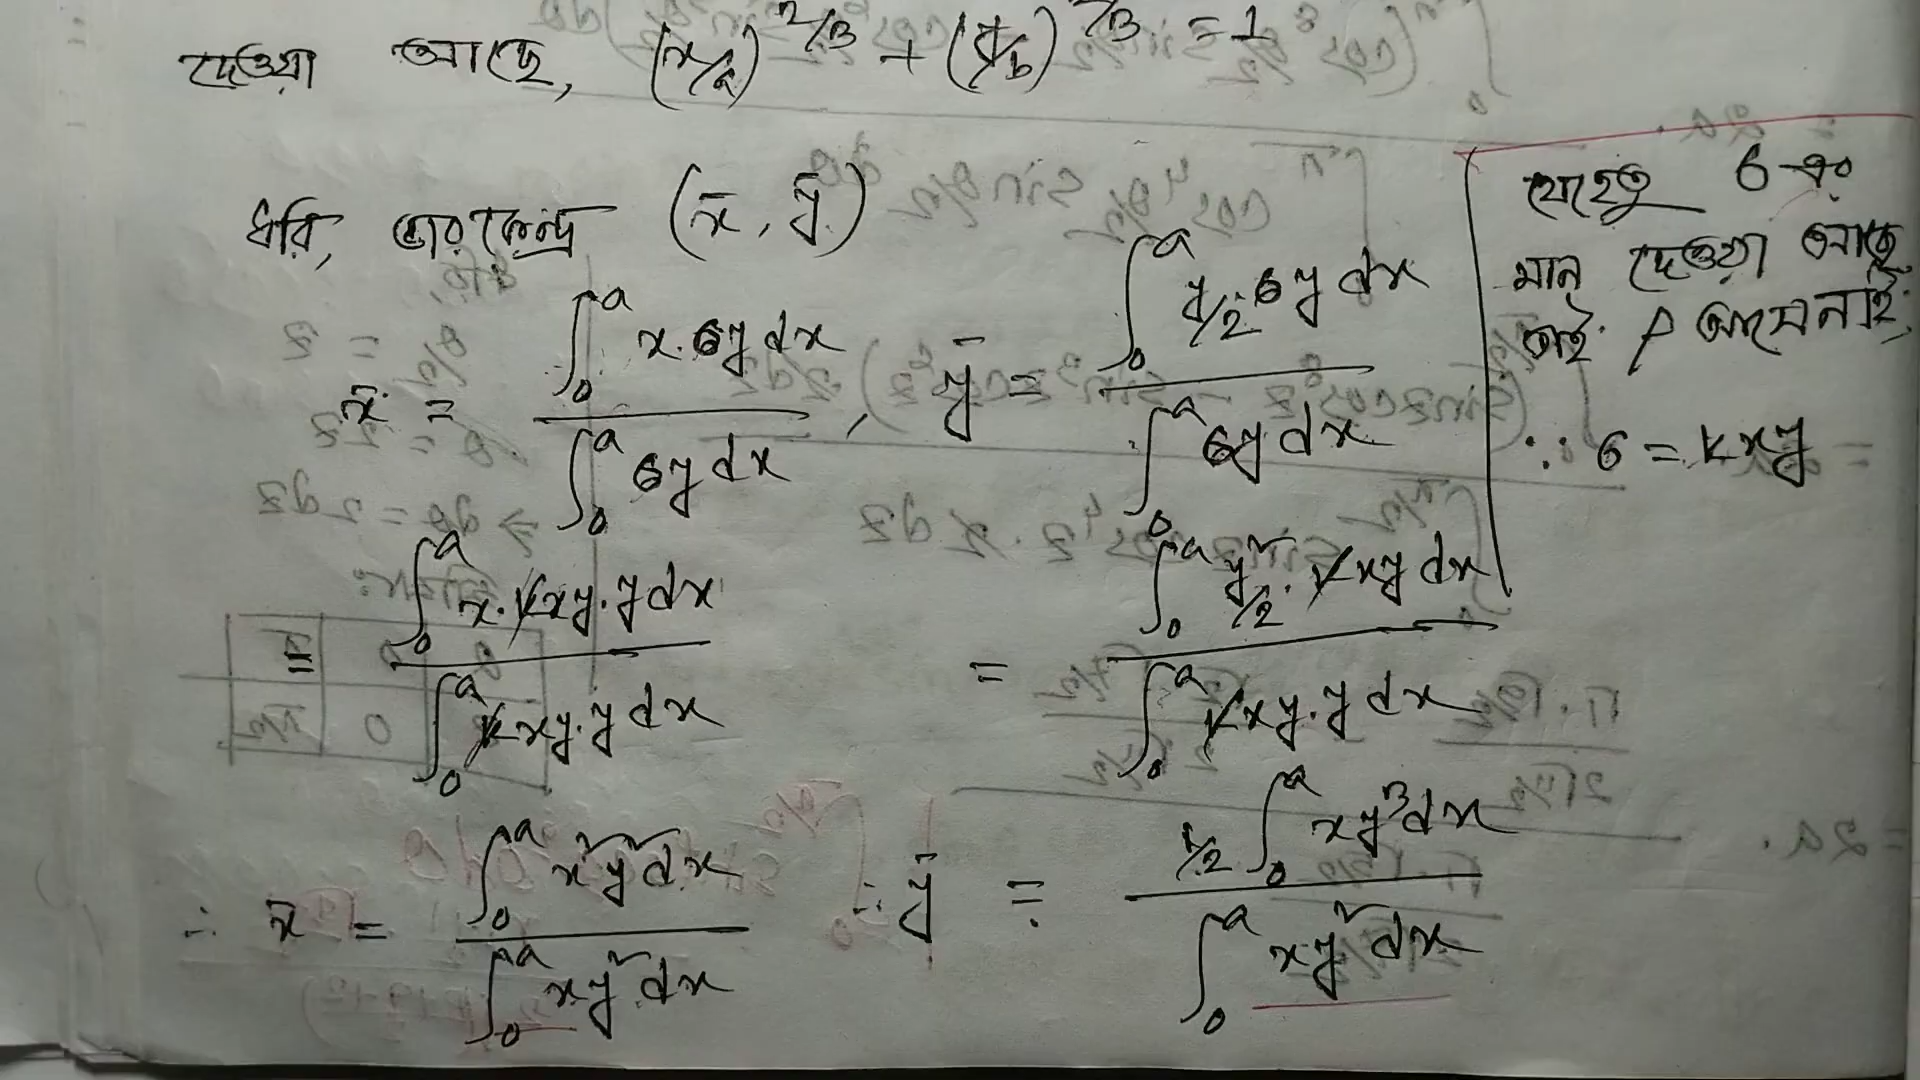 দেওয়া আছে, (x/a)^2/3 + (y/b)^2/3 = 1
ধরি, ভারকেন্দ্র (x̄, ȳ)
x̄ = ∫₀^a x·σy dx / ∫₀^a σy dx , ȳ = ∫₀^a y/2·σy dx / ∫₀^a σy dx
= ∫₀^a x·kxy·y dx / ∫₀^a kxy·y dx
= ∫₀^a y²/2·kxy dx / ∫₀^a kxy·y dx
∴ x̄ = ∫₀^a x²y² dx / ∫₀^a xy² dx
∴ ȳ = 1/2 ∫₀^a xy³ dx / ∫₀^a xy² dx
যেহেতু σ এর
মান দেওয়া আছে
তাই ρ আসে নাই
∵ σ = kxy